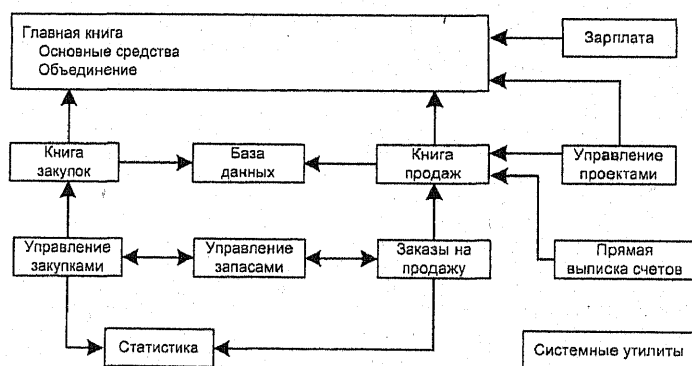 Главная книга
Основные средства
Объединение
Зарплата
Книга
закупок
База
данных
Книга
продаж
Управление
проектами
Управление
закупками
Управление
запасами
Заказы на
продажу
Прямая
выписка счетов
Статистика
Системные утилиты